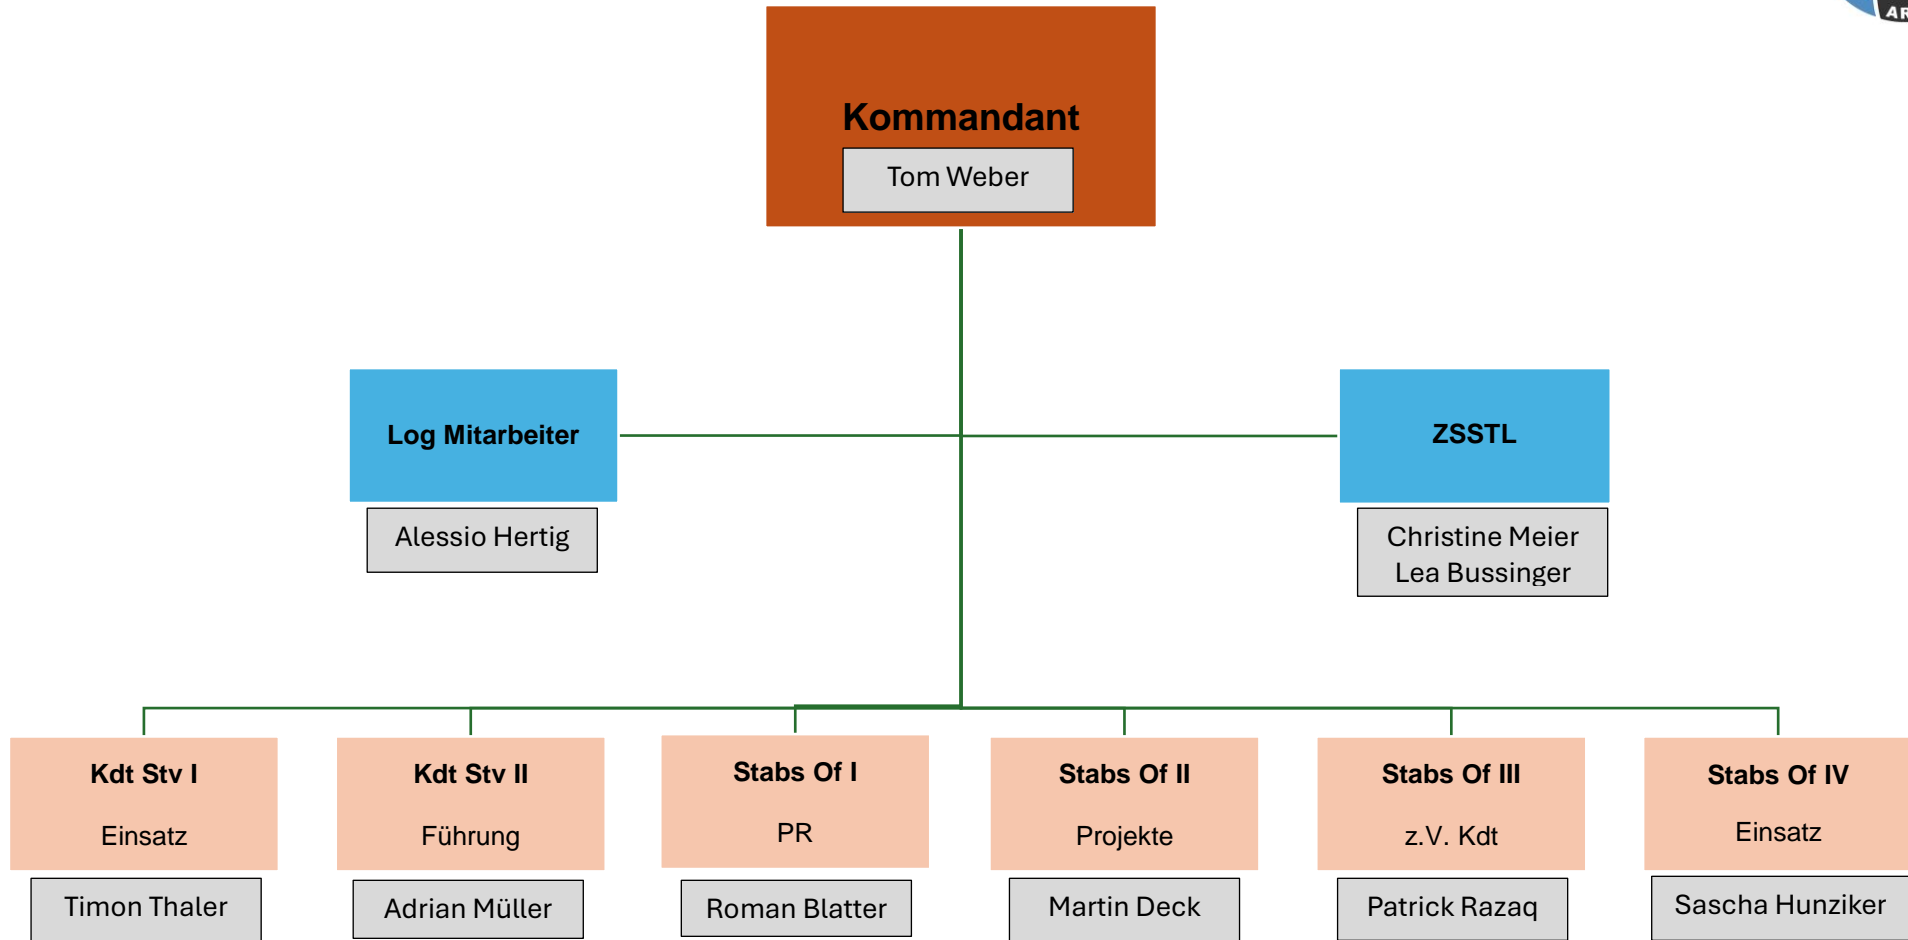 AR
Kommandant
Tom Weber
Log Mitarbeiter
ZSSTL
Alessio Hertig
Christine Meier
Lea Bussinger
Kdt Stv I
Einsatz
Timon Thaler
Kdt Stv II
Führung
Adrian Müller
Stabs Of I
PR
Roman Blatter
Stabs Of II
Projekte
Martin Deck
Stabs Of III
z.V. Kdt
Patrick Razaq
Stabs Of IV
Einsatz
Sascha Hunziker